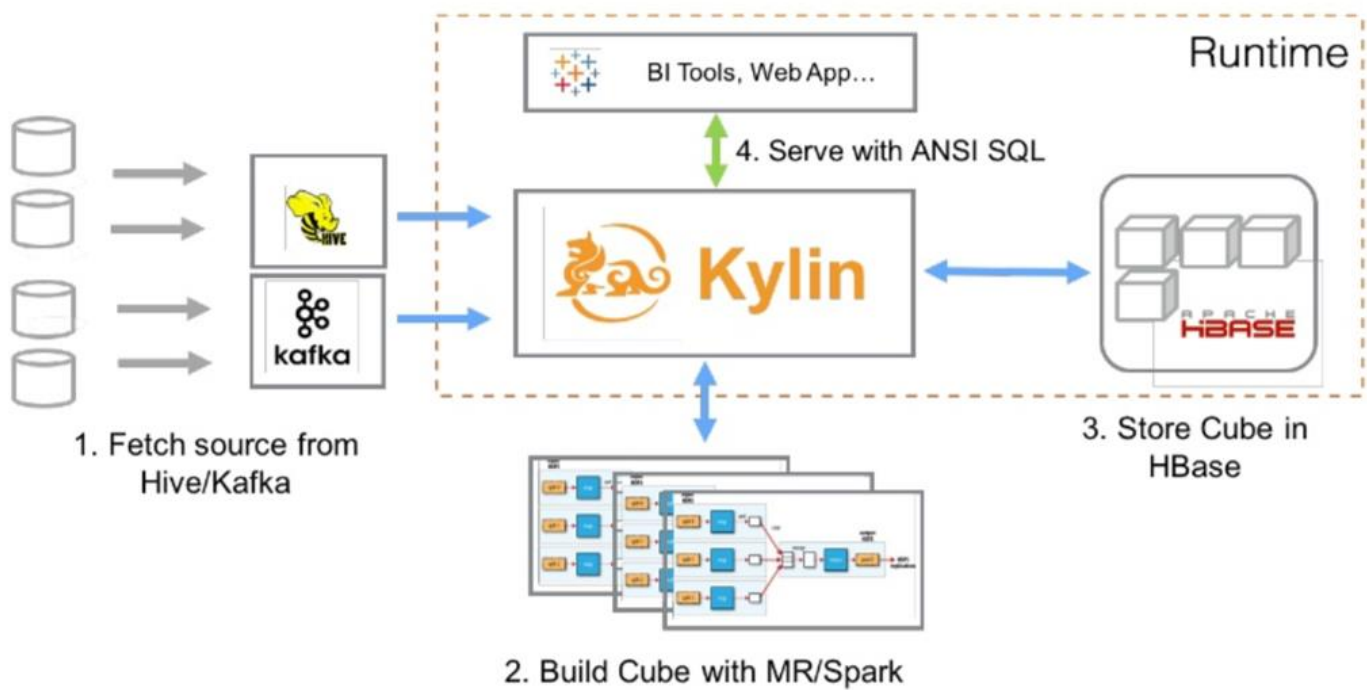 Runtime
BI Tools, Web App...
4. Serve with ANSI SQL
HIVE
Kylin
kafka
APACHE
HBASE
1. Fetch source from
Hive/Kafka
3. Store Cube in
HBase
2. Build Cube with MR/Spark